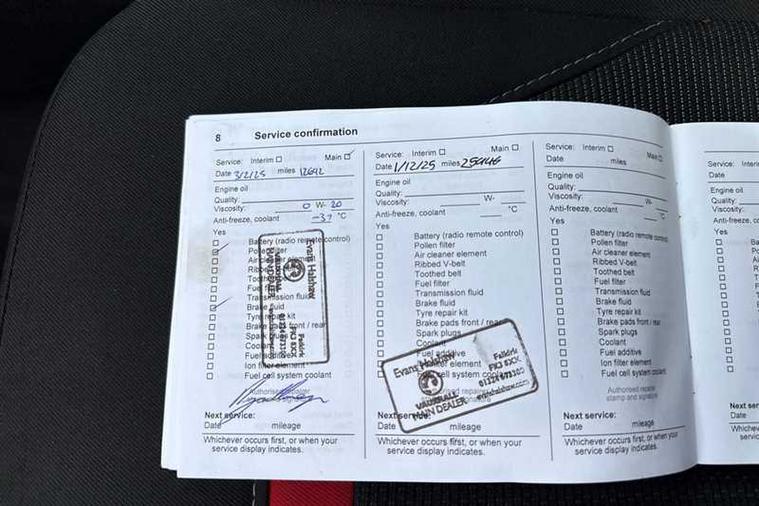 8 Service confirmation
Service: Interim ☐ Main ☑
Date 3/2/25 miles 12642
Engine oil
Quality:
Viscosity: 0 W- 20
Anti-freeze, coolant -37 °C
Yes
☐ Battery (radio remote control)
☑ Pollen filter
☐ Air cleaner element
☐ Ribbed
☐
☐ Fuel
☐ Transmission fluid
☑ Brake fluid
☐ Tyre repair kit
☐ Brake front / rear
☐ Spark
☐ Coolant
☐ Fuel additive
☐ Ion filter element
☐ Fuel cell system coolant
Evans Halshaw
VAUXHALL
MAIN DEALER
Falkirk
Next service:
Date mileage
Whichever occurs first, or when your
service display indicates.
Service: Interim ☐ Main ☐
Date 1/12/25 miles
Engine oil
Quality:
Viscosity: W-
Anti-freeze, coolant °C
Yes
☐ Battery (radio remote control)
☐ Pollen filter
☐ Air cleaner element
☐ Ribbed V-belt
☐ Toothed belt
☐ Fuel filter
☐ Transmission fluid
☐ Brake fluid
☐ Tyre repair kit
☐ Brake pads front / rear
☐ Spark plugs
☐ Coolant
☐ Fuel additive
☐ element
☐ cell system coolant
Evans Halshaw
VAUXHALL
MAIN DEALER
Falkirk
www.evanshalshaw.com
Next service:
Date mileage
Whichever occurs first, or when your
service display indicates.
Service: Interim ☐ Main ☐
Date miles
Engine oil
Quality:
Viscosity: W-
Anti-freeze, coolant °C
Yes
☐ Battery (radio remote control)
☐ Pollen filter
☐ Air cleaner element
☐ Ribbed V-belt
☐ Toothed belt
☐ Fuel filter
☐ Transmission fluid
☐ Brake fluid
☐ Tyre repair kit
☐ Brake pads front / rear
☐ Spark plugs
☐ Coolant
☐ Fuel additive
☐ Ion filter element
☐ Fuel cell system coolant
Authorised repairer
stamp and signature
Next service:
Date mileage
Whichever occurs first, or when your
service display indicates.
Service:
Date
Engine oil
Quality:
Viscosity:
Anti-freeze,
Yes
Date